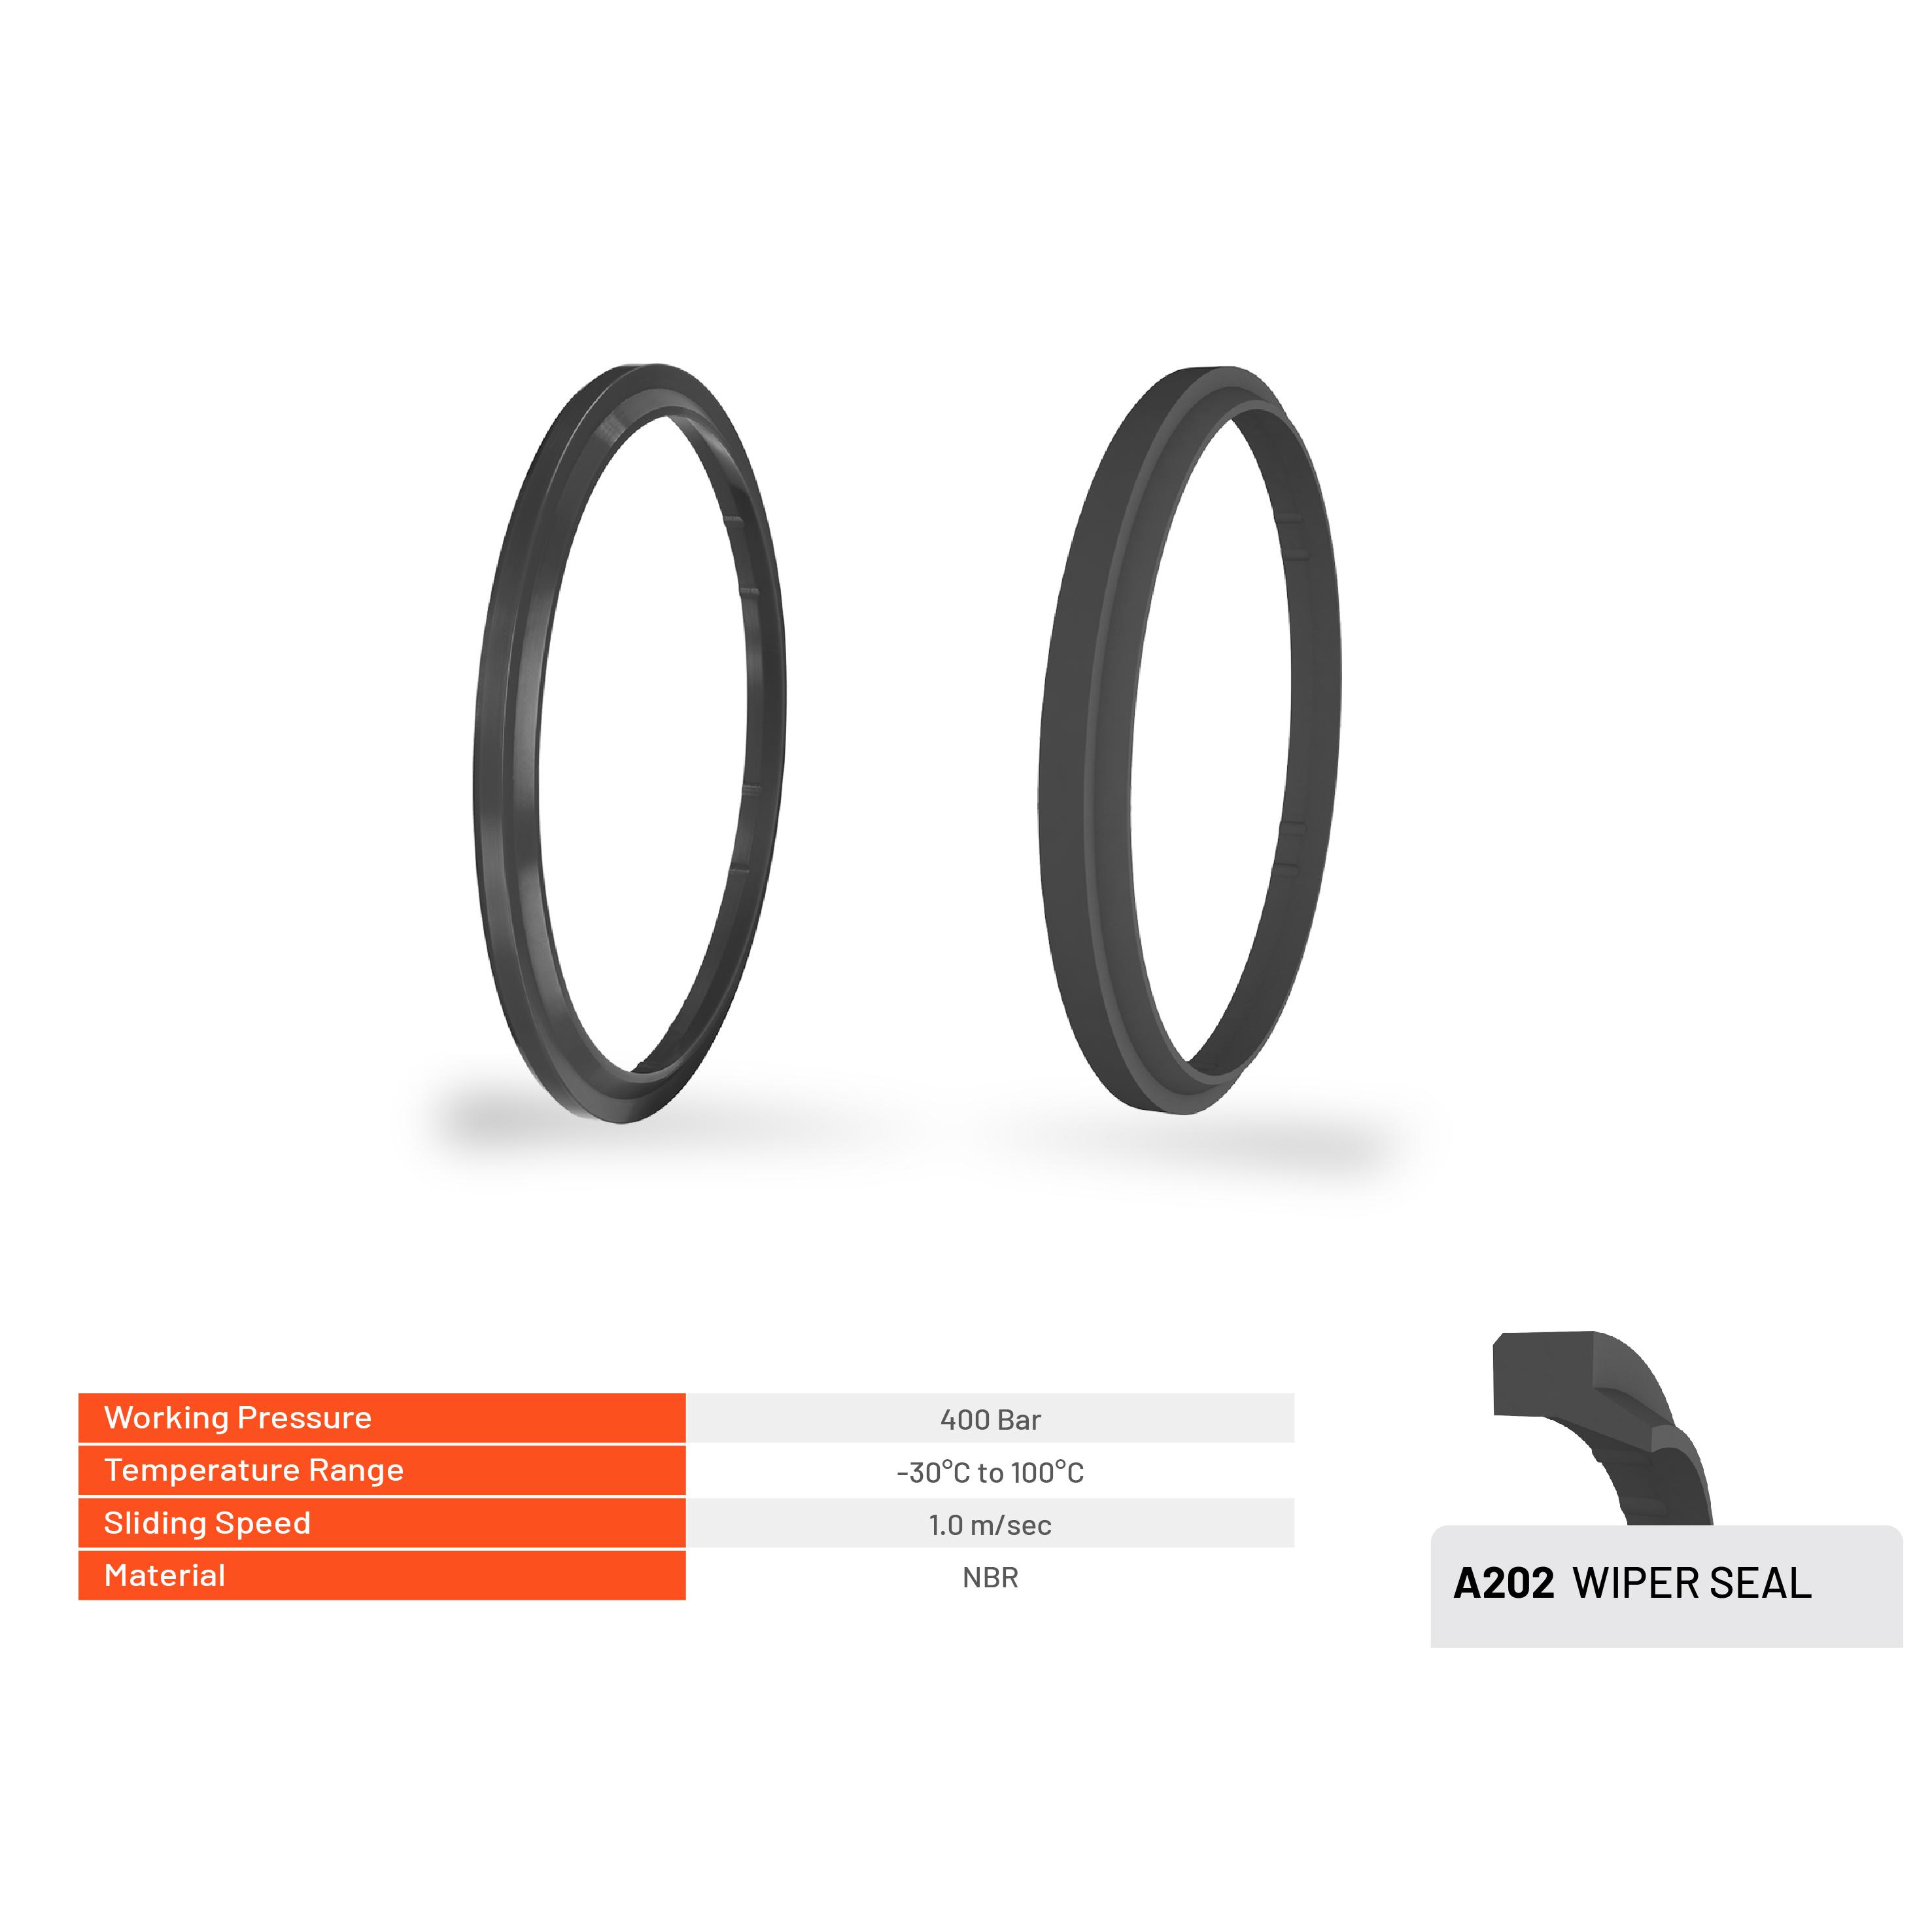 Working Pressure 400 Bar
Temperature Range -30°C to 100°C
Sliding Speed 1.0 m/sec
Material NBR
A202 WIPER SEAL